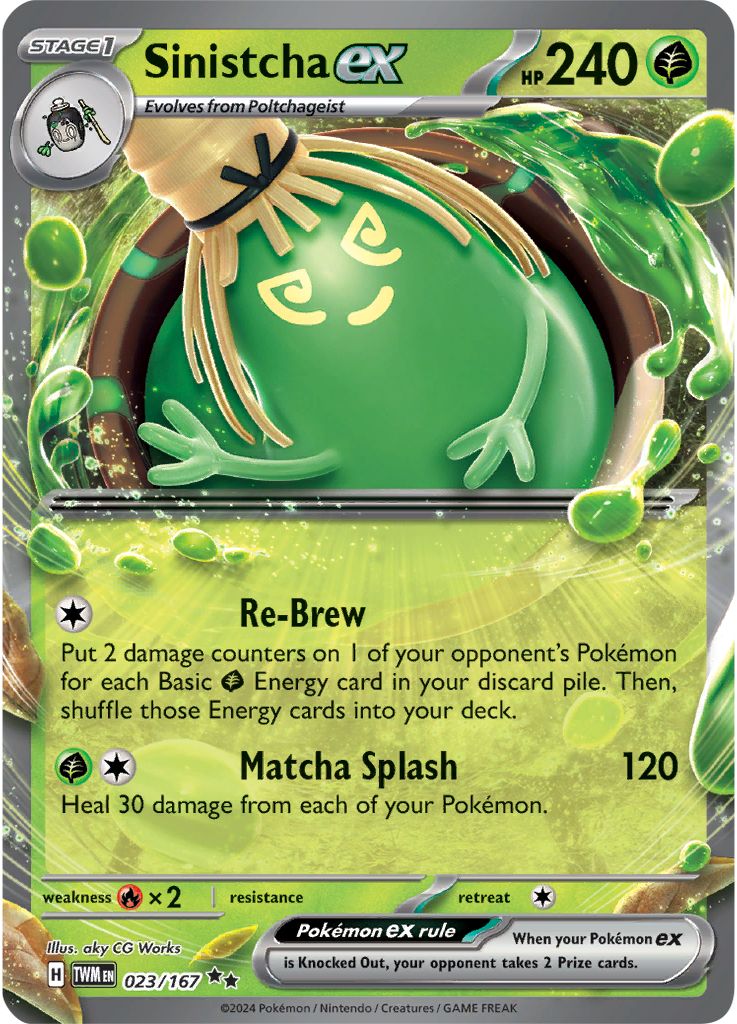 STAGE 1
Sinistcha ex
HP 240
Evolves from Poltchageist
Re-Brew
Put 2 damage counters on 1 of your opponent's Pokémon
for each Basic Energy card in your discard pile. Then,
shuffle those Energy cards into your deck.
Matcha Splash 120
Heal 30 damage from each of your Pokémon.
weakness ×2 resistance retreat
Illus. aky CG Works
Pokémon ex rule
When your Pokémon ex
is Knocked Out, your opponent takes 2 Prize cards.
H TWM EN 023/167
©2024 Pokémon / Nintendo / Creatures / GAME FREAK